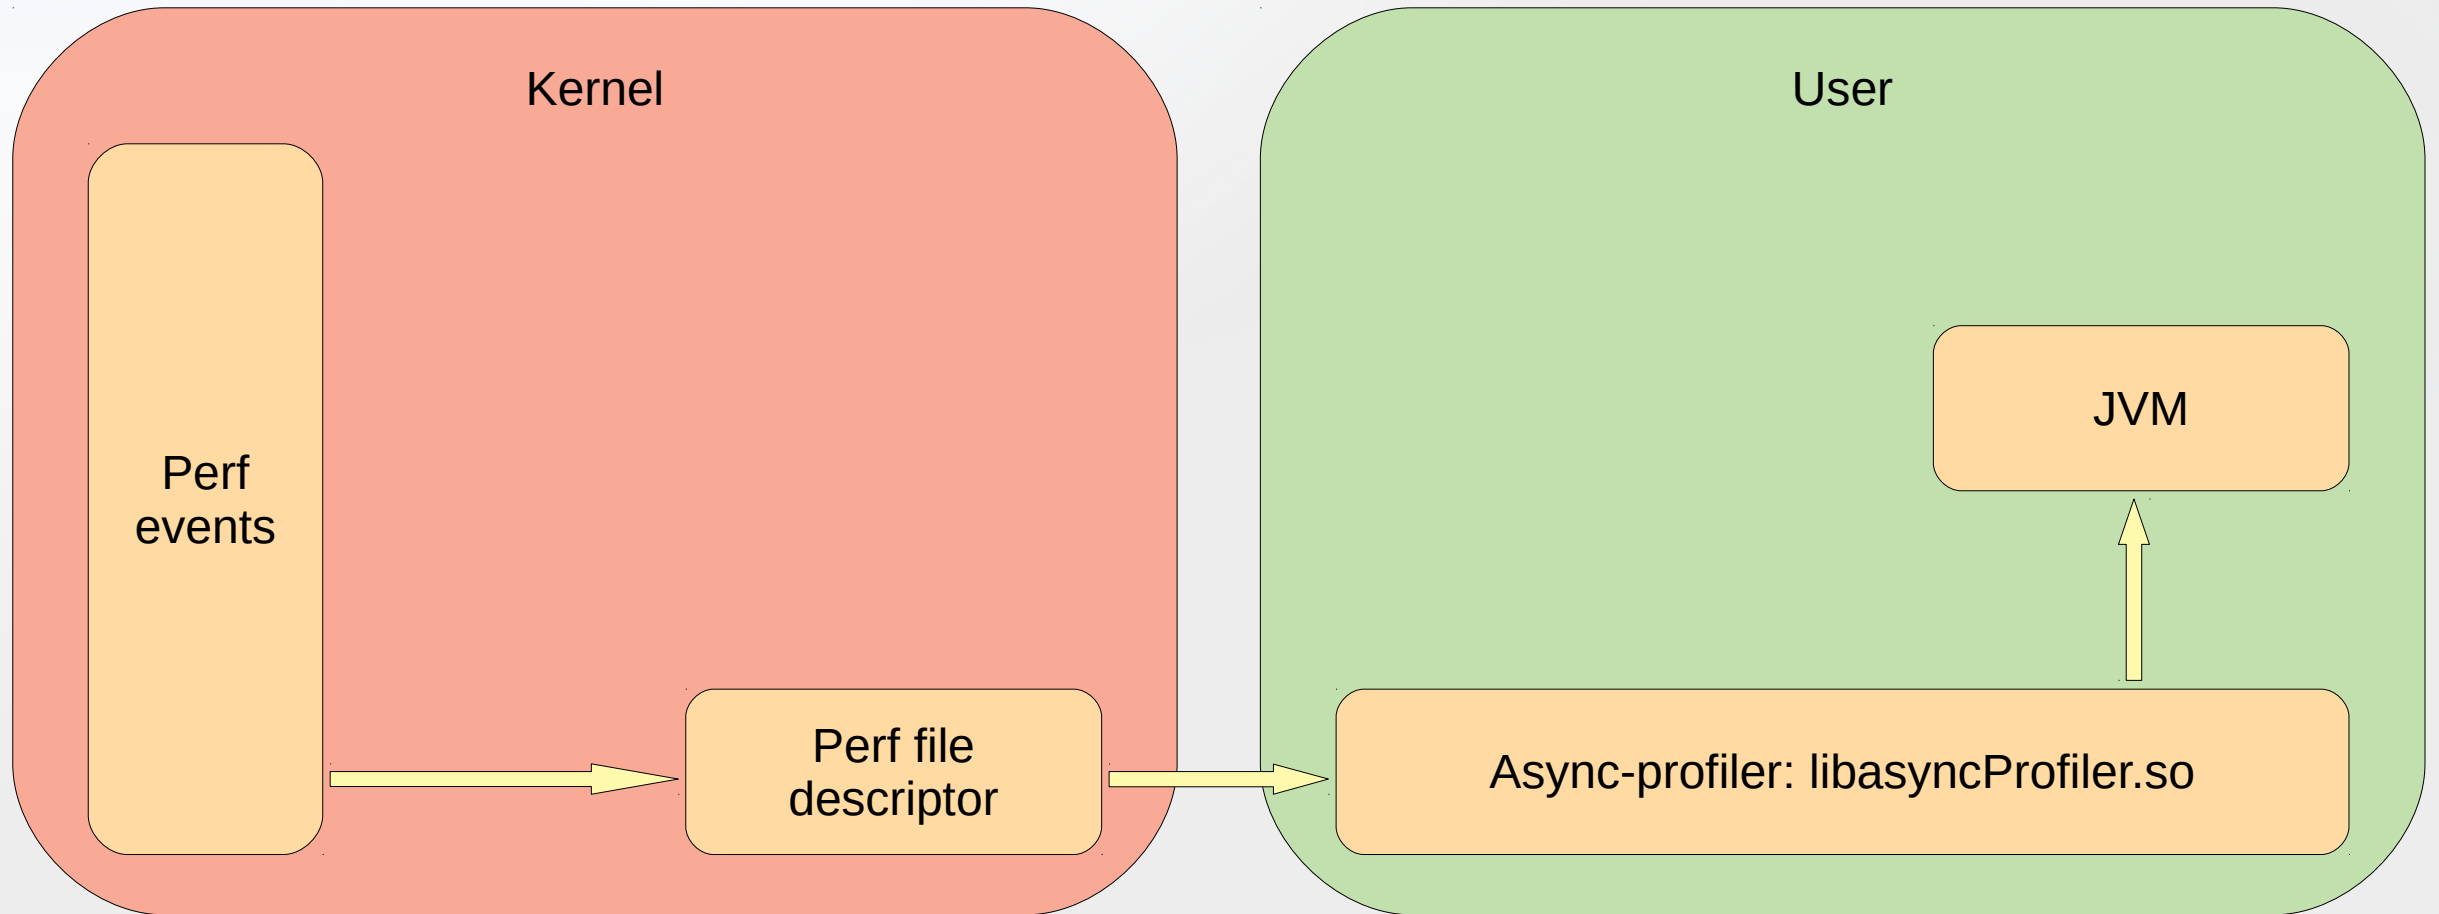 Kernel
User
Perf
events
JVM
Perf file
descriptor
Async-profiler: libasyncProfiler.so